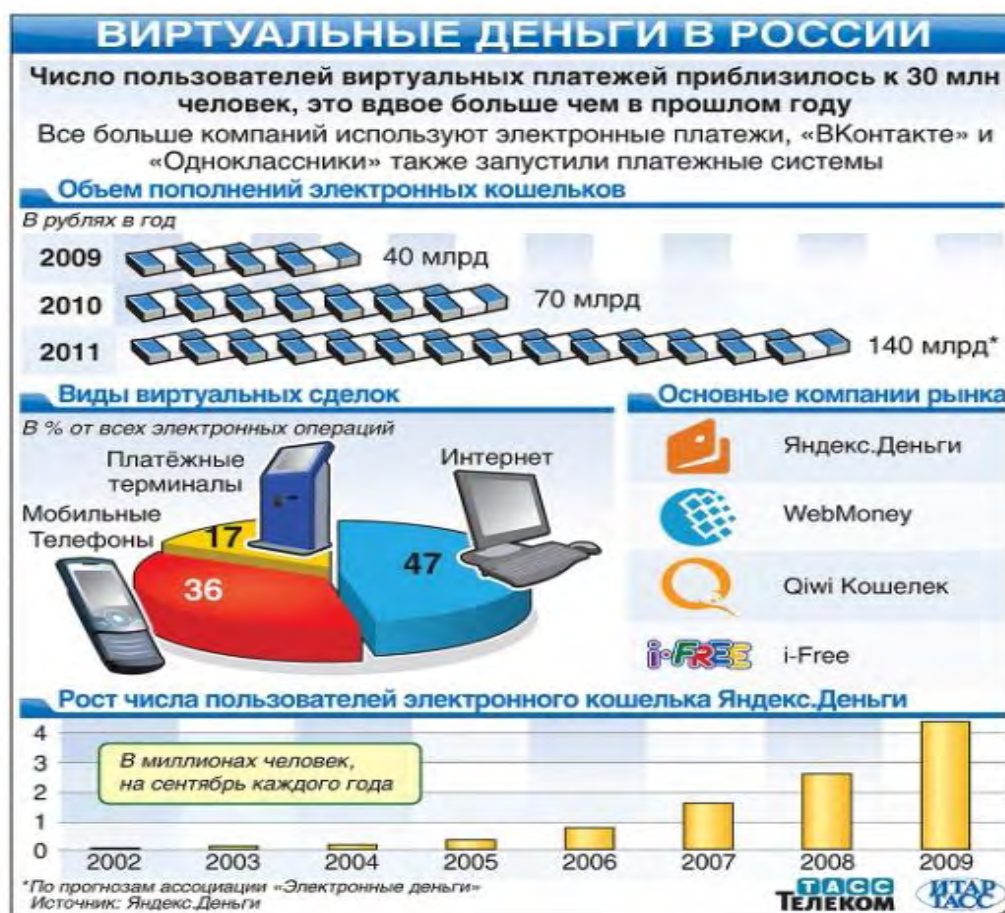 ВИРТУАЛЬНЫЕ ДЕНЬГИ В РОССИИ
Число пользователей виртуальных платежей приблизилось к 30 млн
человек, это вдвое больше чем в прошлом году
Все больше компаний используют электронные платежи, «ВКонтакте» и
«Одноклассники» также запустили платежные системы
Объем пополнений электронных кошельков
В рублях в год
2009 40 млрд
2010 70 млрд
2011 140 млрд*
Виды виртуальных сделок
В % от всех электронных операций
Платёжные
терминалы
Интернет
Мобильные
Телефоны
17
47
36
Основные компании рынка
Яндекс.Деньги
WebMoney
Qiwi Кошелек
i-FREE i-Free
Рост числа пользователей электронного кошелька Яндекс.Деньги
В миллионах человек,
на сентябрь каждого года
4
3
2
1
0
2002 2003 2004 2005 2006 2007 2008 2009
*По прогнозам ассоциации «Электронные деньги»
Источник: Яндекс.Деньги
ТАСС
ТЕЛЕКОМ
ИТАР
ТАСС